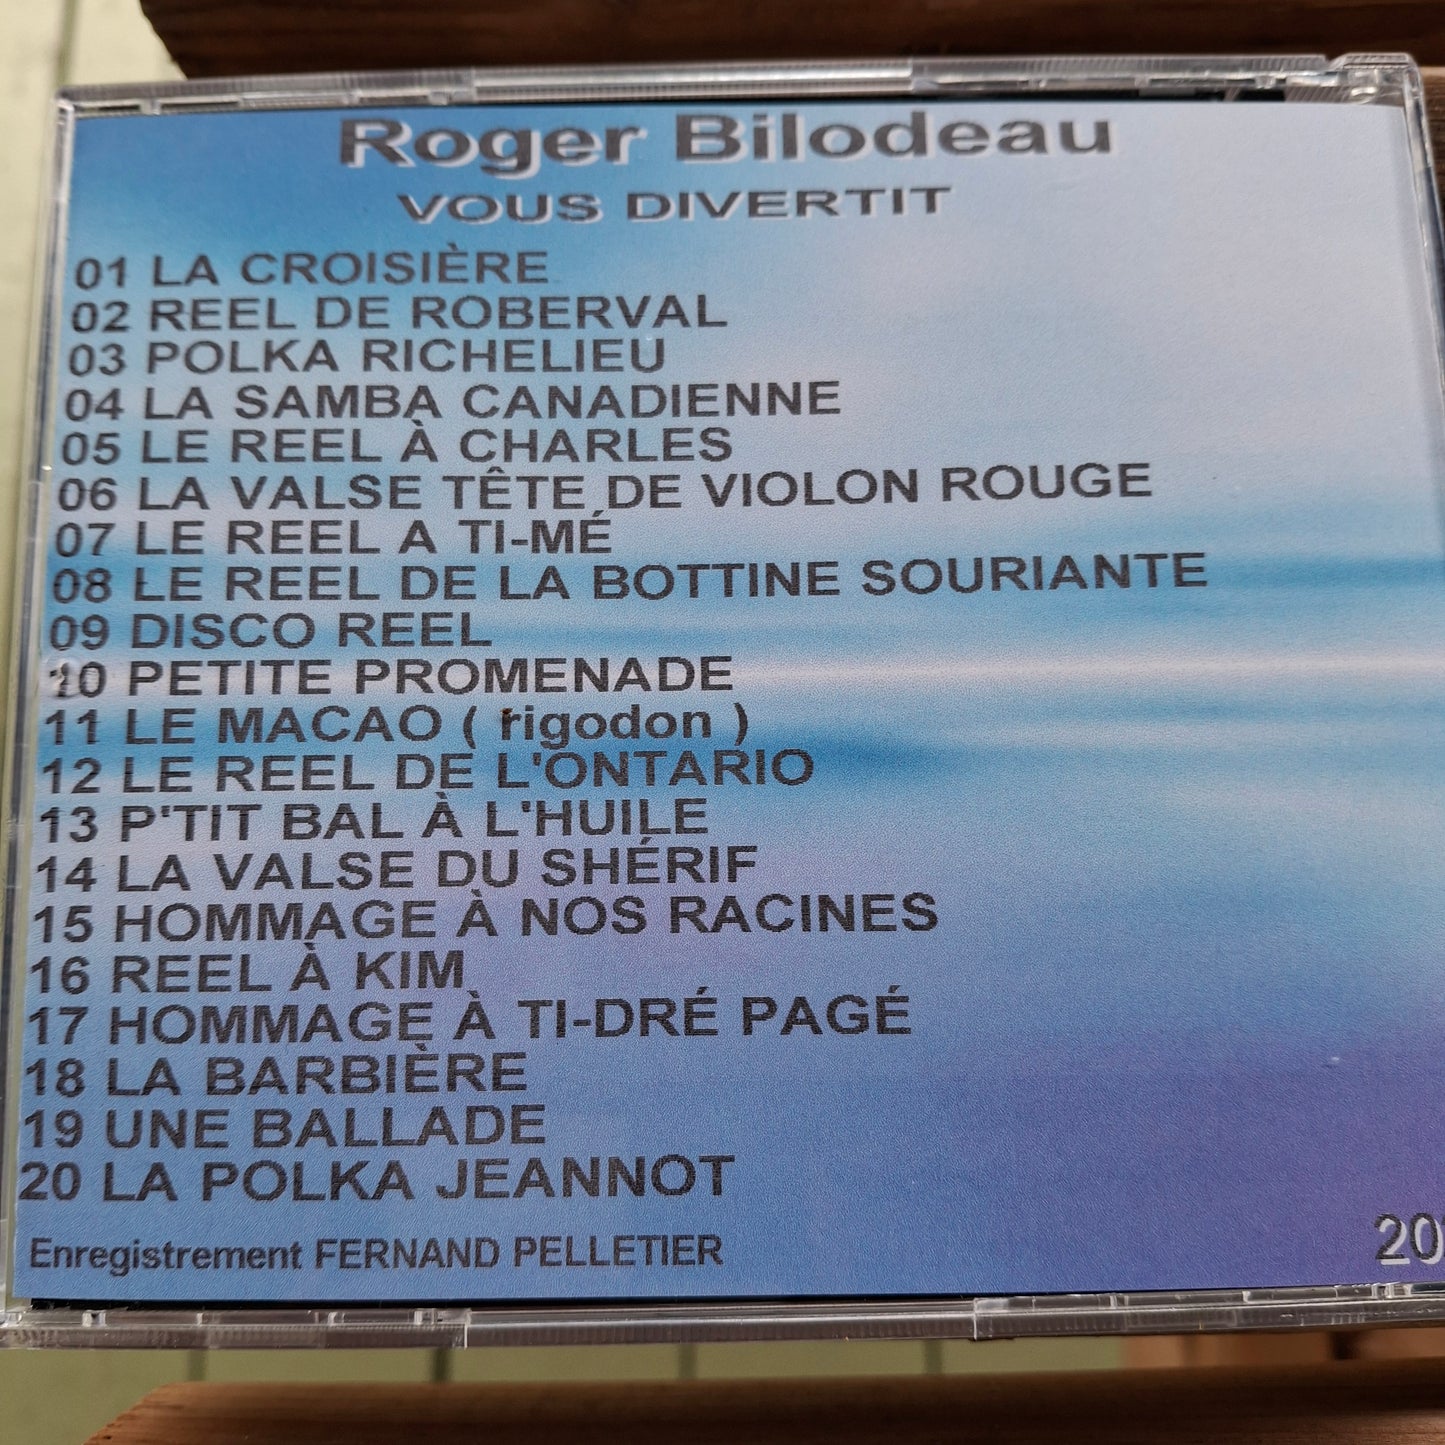 Roger Bilodeau
VOUS DIVERTIT
01 LA CROISIÈRE
02 REEL DE ROBERVAL
03 POLKA RICHELIEU
04 LA SAMBA CANADIENNE
05 LE REEL À CHARLES
06 LA VALSE TÊTE DE VIOLON ROUGE
07 LE REEL A TI-MÉ
08 LE REEL DE LA BOTTINE SOURIANTE
09 DISCO REEL
10 PETITE PROMENADE
11 LE MACAO ( rigodon )
12 LE REEL DE L'ONTARIO
13 P'TIT BAL À L'HUILE
14 LA VALSE DU SHÉRIF
15 HOMMAGE À NOS RACINES
16 REEL À KIM
17 HOMMAGE À TI-DRÉ PAGÉ
18 LA BARBIÈRE
19 UNE BALLADE
20 LA POLKA JEANNOT
Enregistrement FERNAND PELLETIER